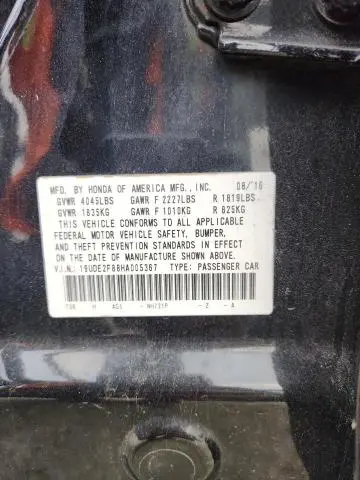 MFD. BY HONDA OF AMERICA MFG., INC. 08/'16
GVWR 4045LBS GAWR F 2227LBS R 1819LBS
GVWR 1835KG GAWR F 1010KG R 825KG
THIS VEHICLE CONFORMS TO ALL APPLICABLE
FEDERAL MOTOR VEHICLE SAFETY, BUMPER,
AND THEFT PREVENTION STANDARDS IN EFFECT
ON THE DATE OF MANUFACTURE SHOWN ABOVE.
V.I.N.: 19UDE2F88HA005367 TYPE: PASSENGER CAR
H AG1 - NH731P - Z - A